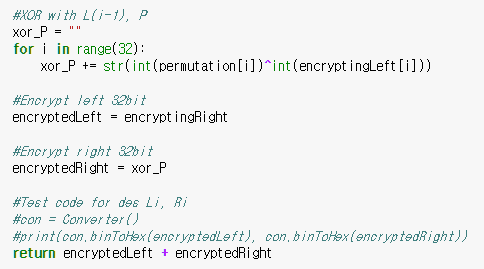 #XOR with L(i-1), P
xor_P = ""
for i in range(32):
    xor_P += str(int(permutation[i])^int(encryptingLeft[i]))

#Encrypt left 32bit
encryptedLeft = encryptingRight

#Encrypt right 32bit
encryptedRight = xor_P

#Test code for des Li, Ri
#con = Converter()
#print(con.binToHex(encryptedLeft), con.binToHex(encryptedRight))
return encryptedLeft + encryptedRight